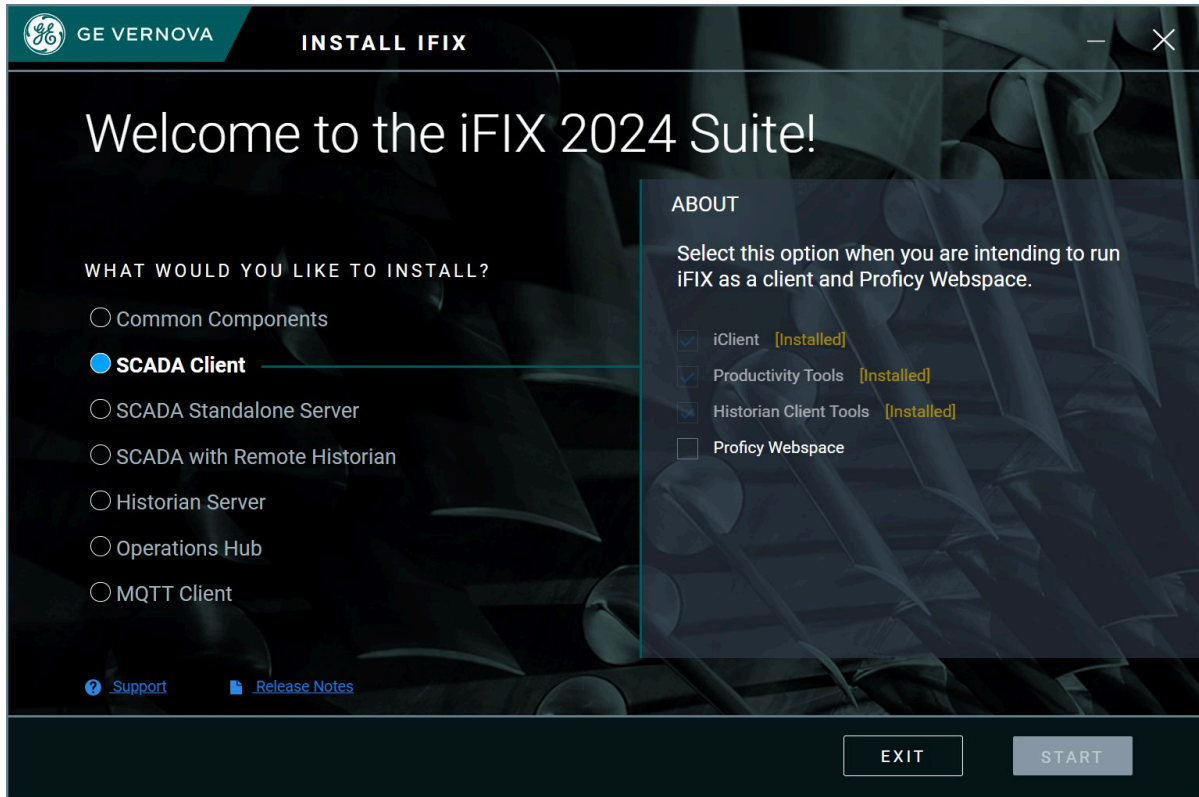 GE VERNOVA
INSTALL IFIX
Welcome to the iFIX 2024 Suite!
WHAT WOULD YOU LIKE TO INSTALL?
Common Components
SCADA Client
SCADA Standalone Server
SCADA with Remote Historian
Historian Server
Operations Hub
MQTT Client
Support
Release Notes
ABOUT
Select this option when you are intending to run
iFIX as a client and Proficy Webspace.
iClient [Installed]
Productivity Tools [Installed]
Historian Client Tools [Installed]
Proficy Webspace
EXIT
START